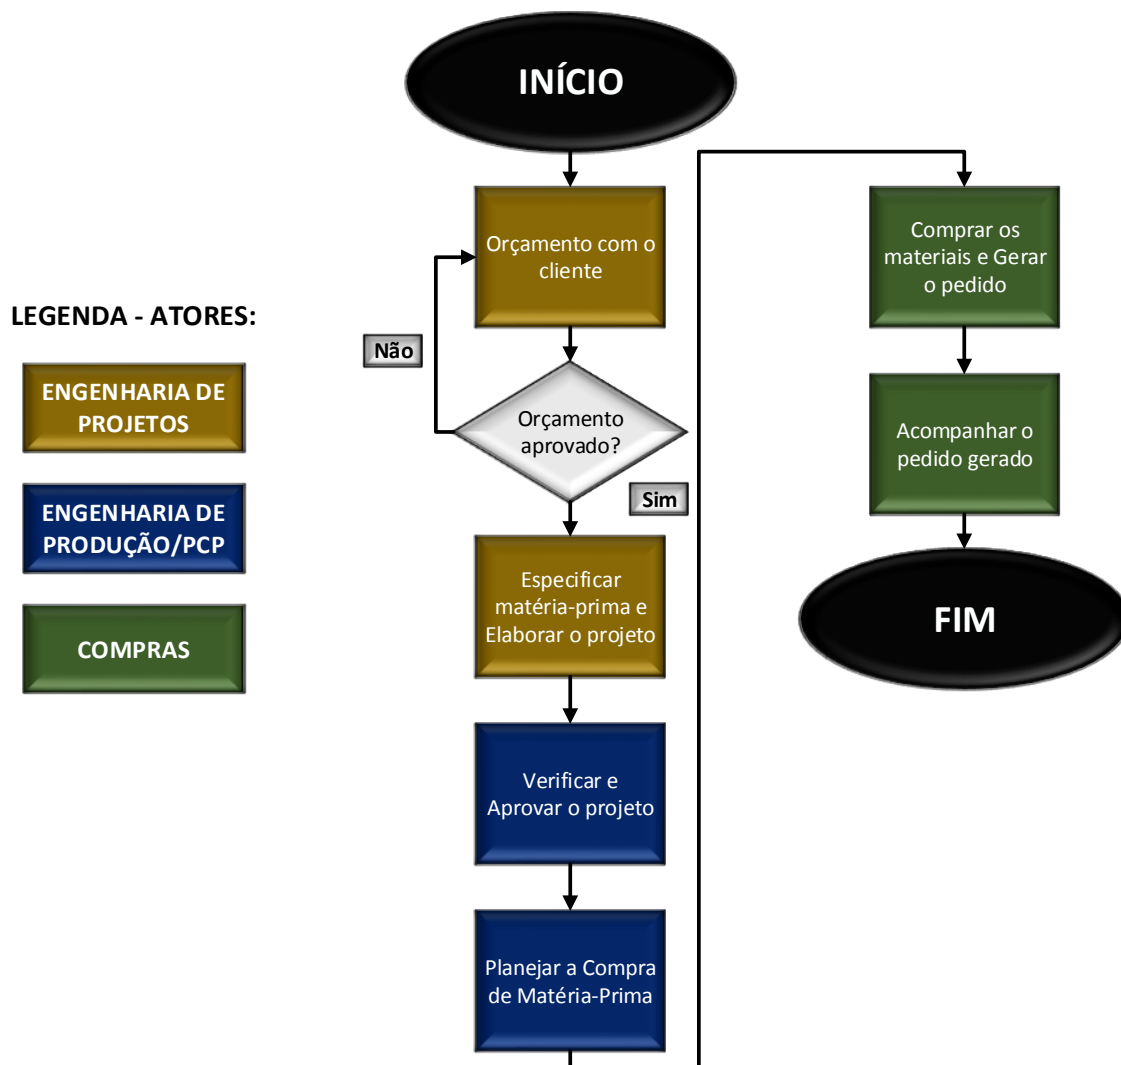 INÍCIO
Orçamento com o
cliente
Não
Orçamento
aprovado?
Sim
Especificar
matéria-prima e
Elaborar o projeto
Verificar e
Aprovar o projeto
Planejar a Compra
de Matéria-Prima
Comprar os
materiais e Gerar
o pedido
Acompanhar o
pedido gerado
FIM
LEGENDA - ATORES:
ENGENHARIA DE
PROJETOS
ENGENHARIA DE
PRODUÇÃO/PCP
COMPRAS